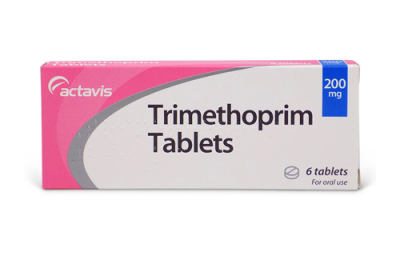 actavis
200
mg
Trimethoprim
Tablets
6 tablets
For oral use